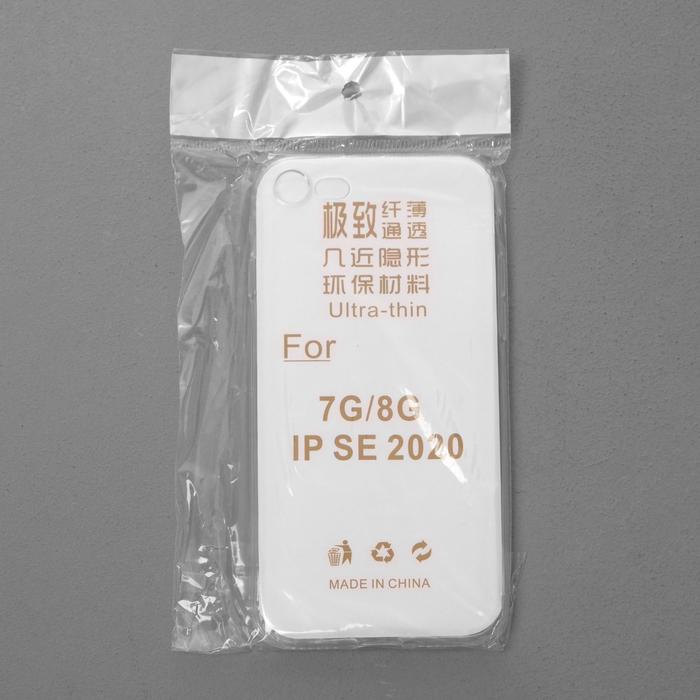 极致 纤薄
通透
几近隐形
环保材料
Ultra-thin
For
7G/8G
IP SE 2020
MADE IN CHINA